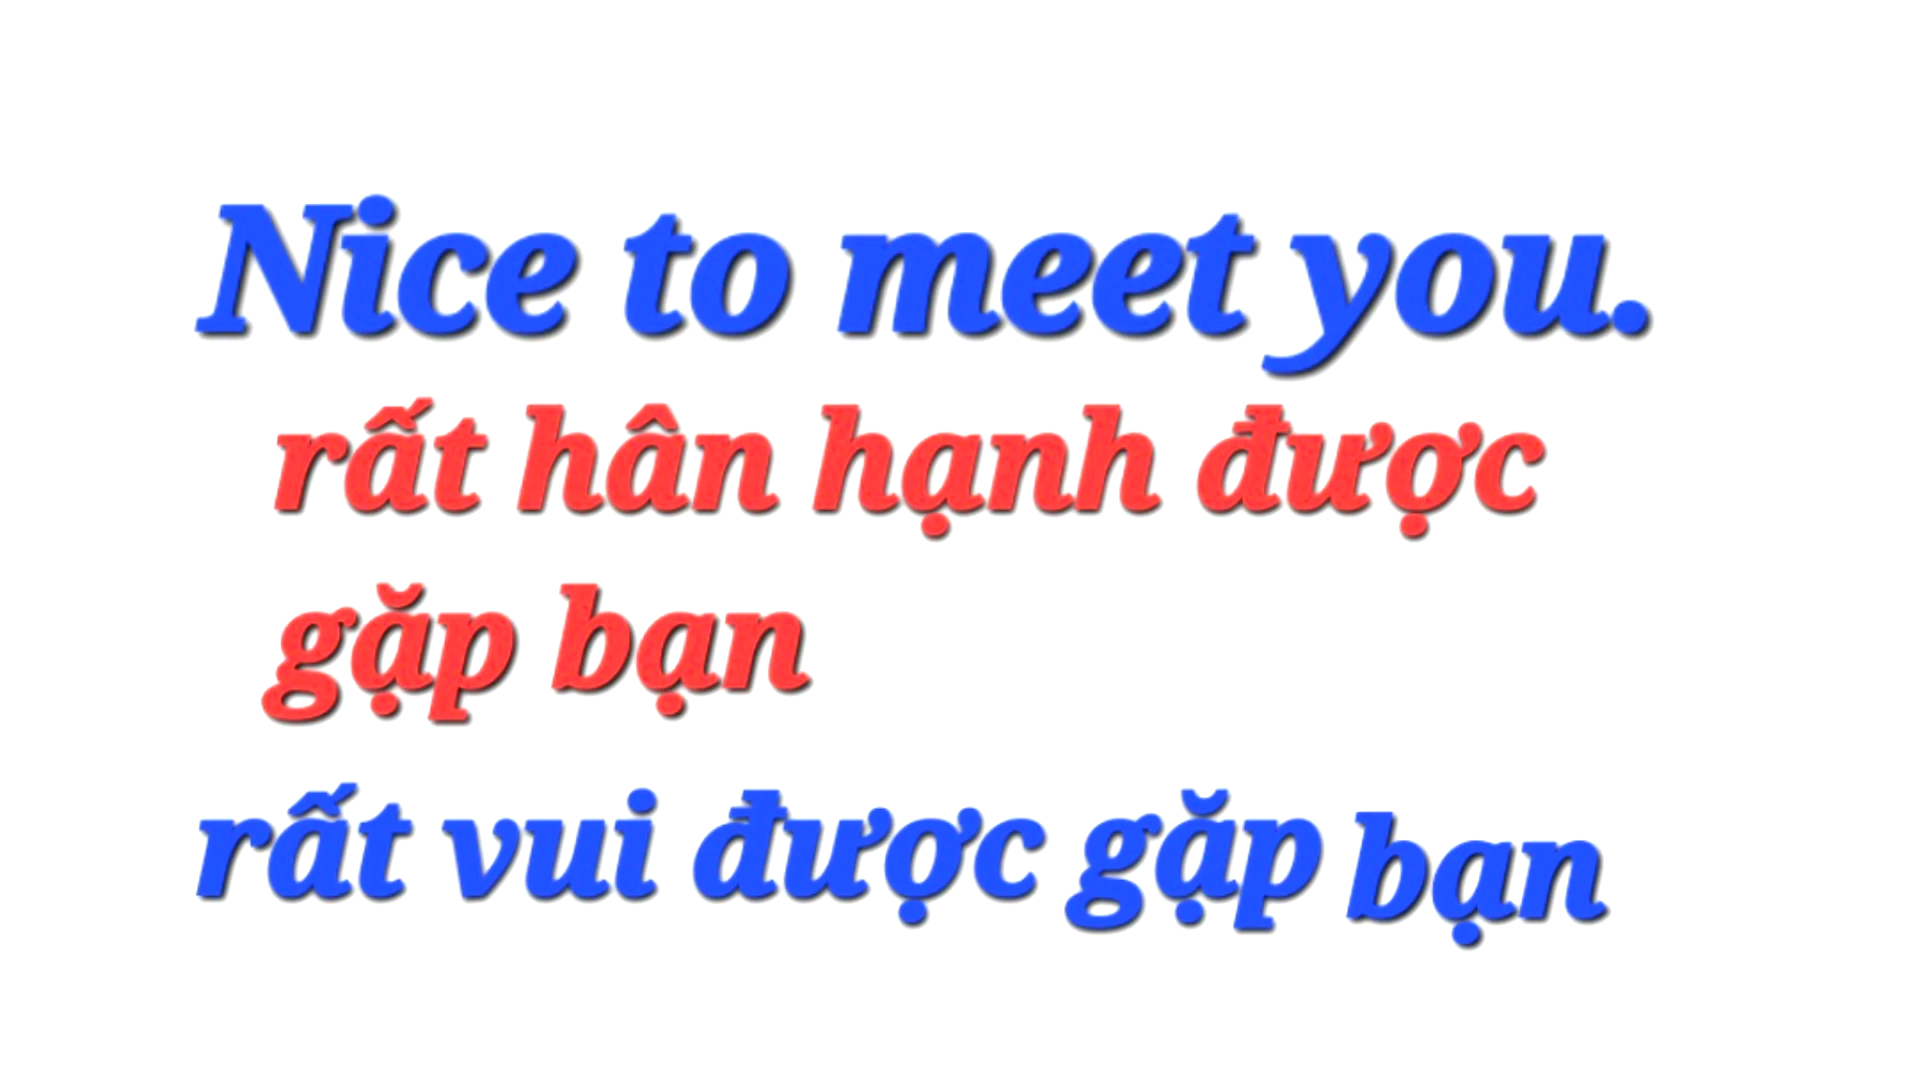 Nice to meet you.
rất hân hạnh được
gặp bạn
rất vui được gặp bạn